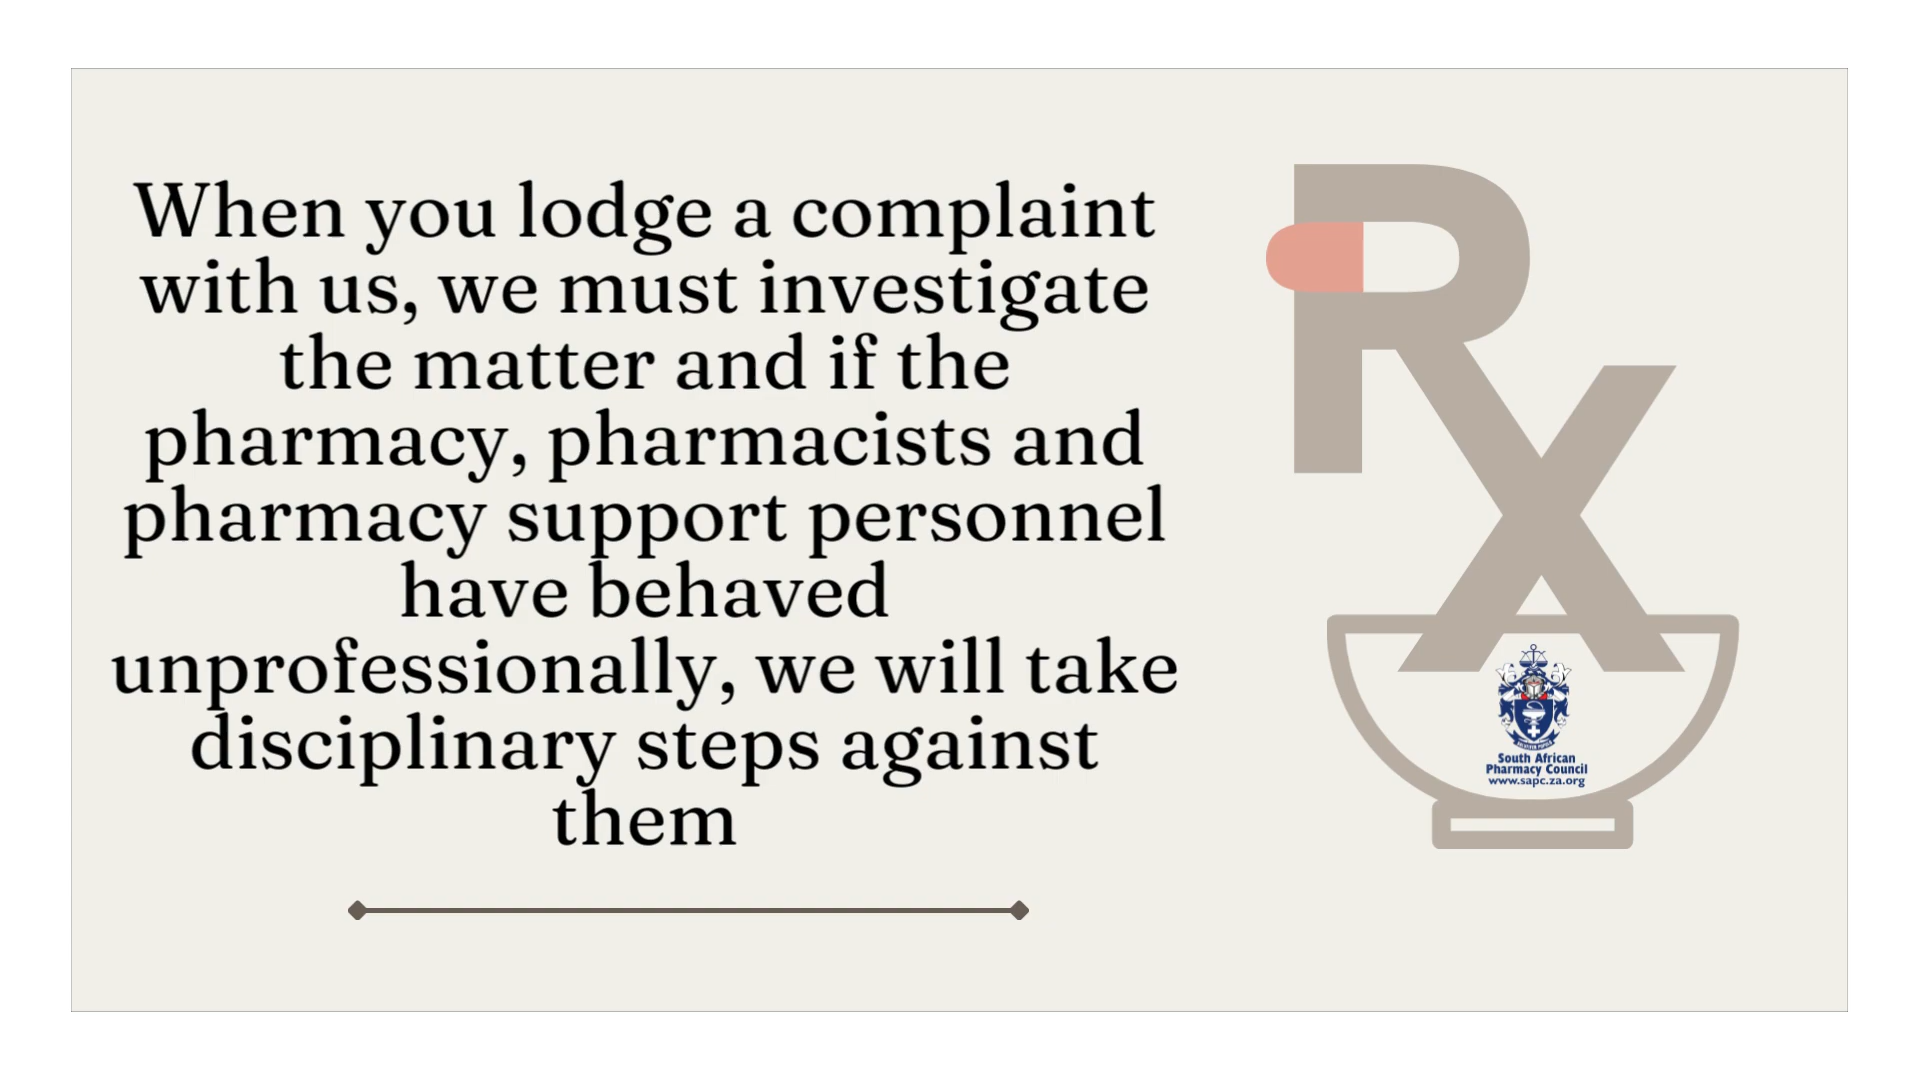 When you lodge a complaint
with us, we must investigate
the matter and if the
pharmacy, pharmacists and
pharmacy support personnel
have behaved
unprofessionally, we will take
disciplinary steps against
them
RX
South African
Pharmacy Council
www.sapc.za.org